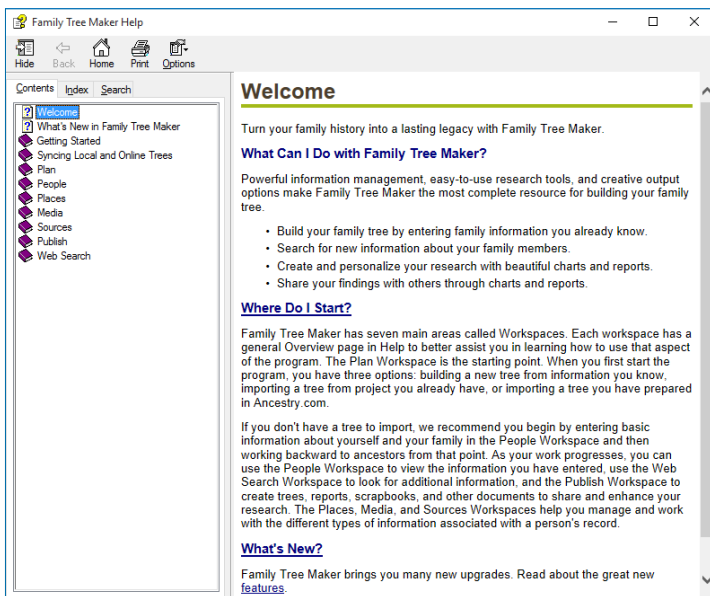 Family Tree Maker Help
Hide Back Home Print Options
Contents Index Search
Welcome
What's New in Family Tree Maker
Getting Started
Syncing Local and Online Trees
Plan
People
Places
Media
Sources
Publish
Web Search
Welcome
Turn your family history into a lasting legacy with Family Tree Maker.
What Can I Do with Family Tree Maker?
Powerful information management, easy-to-use research tools, and creative output
options make Family Tree Maker the most complete resource for building your family
tree.
• Build your family tree by entering family information you already know.
• Search for new information about your family members.
• Create and personalize your research with beautiful charts and reports.
• Share your findings with others through charts and reports.
Where Do I Start?
Family Tree Maker has seven main areas called Workspaces. Each workspace has a
general Overview page in Help to better assist you in learning how to use that aspect
of the program. The Plan Workspace is the starting point. When you first start the
program, you have three options: building a new tree from information you know,
importing a tree from project you already have, or importing a tree you have prepared
in Ancestry.com.
If you don't have a tree to import, we recommend you begin by entering basic
information about yourself and your family in the People Workspace and then
working backward to ancestors from that point. As your work progresses, you can
use the People Workspace to view the information you have entered, use the Web
Search Workspace to look for additional information, and the Publish Workspace to
create trees, reports, scrapbooks, and other documents to share and enhance your
research. The Places, Media, and Sources Workspaces help you manage and work
with the different types of information associated with a person's record.
What's New?
Family Tree Maker brings you many new upgrades. Read about the great new
features.